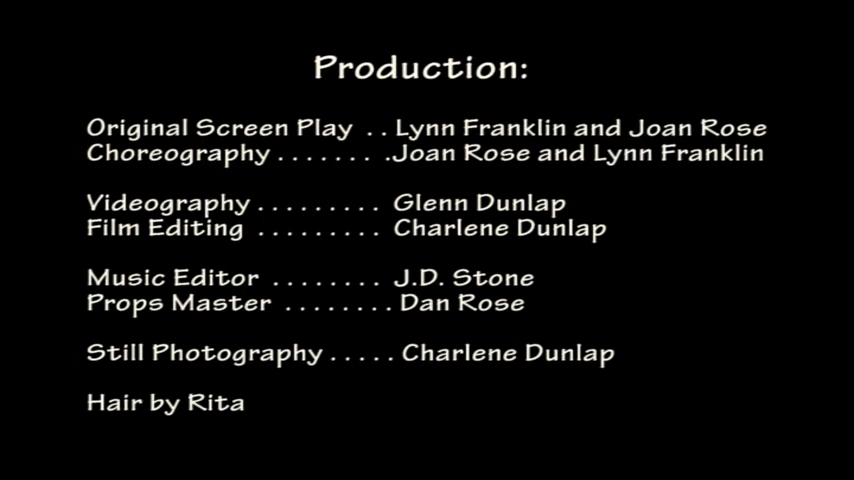 Production:
Original Screen Play . . Lynn Franklin and Joan Rose
Choreography . . . . . . . .Joan Rose and Lynn Franklin
Videography . . . . . . . . . Glenn Dunlap
Film Editing . . . . . . . . . Charlene Dunlap
Music Editor . . . . . . . . J.D. Stone
Props Master . . . . . . . . Dan Rose
Still Photography . . . . . Charlene Dunlap
Hair by Rita